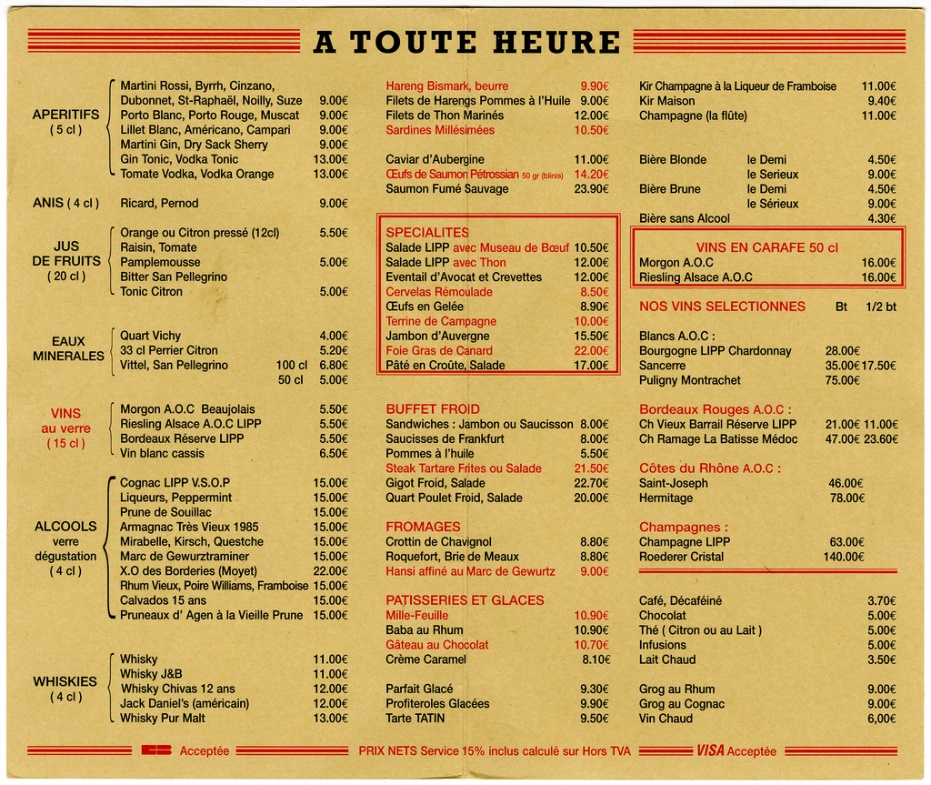 A TOUTE HEURE
APERITIFS
( 5 cl )
Martini Rossi, Byrrh, Cinzano,
Dubonnet, St-Raphaël, Noilly, Suze 9.00€
Porto Blanc, Porto Rouge, Muscat 9.00€
Lillet Blanc, Américano, Campari 9.00€
Martini Gin, Dry Sack Sherry 9.00€
Gin Tonic, Vodka Tonic 13.00€
Tomate Vodka, Vodka Orange 13.00€
ANIS ( 4 cl ) Ricard, Pernod 9.00€
JUS
DE FRUITS
( 20 cl )
Orange ou Citron pressé (12cl) 5.50€
Raisin, Tomate
Pamplemousse 5.00€
Bitter San Pellegrino
Tonic Citron 5.00€
EAUX
MINERALES
Quart Vichy 4.00€
33 cl Perrier Citron 5.20€
Vittel, San Pellegrino 100 cl 6.80€
50 cl 5.00€
VINS
au verre
( 15 cl )
Morgon A.O.C Beaujolais 5.50€
Riesling Alsace A.O.C LIPP 5.50€
Bordeaux Réserve LIPP 5.50€
Vin blanc cassis 6.50€
ALCOOLS
verre
dégustation
( 4 cl )
Cognac LIPP V.S.O.P 15.00€
Liqueurs, Peppermint 15.00€
Prune de Souillac 15.00€
Armagnac Très Vieux 1985 15.00€
Mirabelle, Kirsch, Questche 15.00€
Marc de Gewurztraminer 15.00€
X.O des Borderies (Moyet) 22.00€
Rhum Vieux, Poire Williams, Framboise 15.00€
Calvados 15 ans 15.00€
Pruneaux d' Agen à la Vieille Prune 15.00€
WHISKIES
( 4 cl )
Whisky 11.00€
Whisky J&B 11.00€
Whisky Chivas 12 ans 12.00€
Jack Daniel's (américain) 12.00€
Whisky Pur Malt 13.00€
Hareng Bismark, beurre 9.90€
Filets de Harengs Pommes à l'Huile 9.00€
Filets de Thon Marinés 12.00€
Sardines Millésimées 10.50€
Caviar d'Aubergine 11.00€
Œufs de Saumon Pétrossian 50 gr (blinis) 14.20€
Saumon Fumé Sauvage 23.90€
SPECIALITES
Salade LIPP avec Museau de Bœuf 10.50€
Salade LIPP avec Thon 12.00€
Eventail d'Avocat et Crevettes 12.00€
Cervelas Rémoulade 8.50€
Œufs en Gelée 8.90€
Terrine de Campagne 10.00€
Jambon d'Auvergne 15.50€
Foie Gras de Canard 22.00€
Pâté en Croûte, Salade 17.00€
BUFFET FROID
Sandwiches : Jambon ou Saucisson 8.00€
Saucisses de Frankfurt 8.00€
Pommes à l'huile 5.50€
Steak Tartare Frites ou Salade 21.50€
Gigot Froid, Salade 22.70€
Quart Poulet Froid, Salade 20.00€
FROMAGES
Crottin de Chavignol 8.80€
Roquefort, Brie de Meaux 8.80€
Hansi affiné au Marc de Gewurtz 9.00€
PATISSERIES ET GLACES
Mille-Feuille 10.90€
Baba au Rhum 10.90€
Gâteau au Chocolat 10.70€
Crème Caramel 8.10€
Parfait Glacé 9.30€
Profiteroles Glacées 9.90€
Tarte TATIN 9.50€
Kir Champagne à la Liqueur de Framboise 11.00€
Kir Maison 9.40€
Champagne (la flûte) 11.00€
Bière Blonde le Demi 4.50€
le Serieux 9.00€
Bière Brune le Demi 4.50€
le Sérieux 9.00€
Bière sans Alcool 4.30€
VINS EN CARAFE 50 cl
Morgon A.O.C 16.00€
Riesling Alsace A.O.C 16.00€
NOS VINS SELECTIONNES Bt 1/2 bt
Blancs A.O.C :
Bourgogne LIPP Chardonnay 28.00€
Sancerre 35.00€ 17.50€
Puligny Montrachet 75.00€
Bordeaux Rouges A.O.C :
Ch Vieux Barrail Réserve LIPP 21.00€ 11.00€
Ch Ramage La Batisse Médoc 47.00€ 23.60€
Côtes du Rhône A.O.C :
Saint-Joseph 46.00€
Hermitage 78.00€
Champagnes :
Champagne LIPP 63.00€
Roederer Cristal 140.00€
Café, Décaféiné 3.70€
Chocolat 5.00€
Thé ( Citron ou au Lait ) 5.00€
Infusions 5.00€
Lait Chaud 3.50€
Grog au Rhum 9.00€
Grog au Cognac 9.00€
Vin Chaud 6,00€
CB Acceptée PRIX NETS Service 15% inclus calculé sur Hors TVA VISA Acceptée